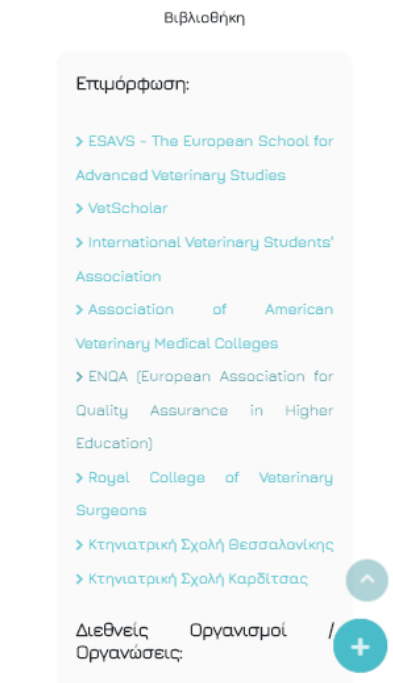 Βιβλιοθήκη
Επιμόρφωση:
ESAVS - The European School for
Advanced Veterinary Studies
VetScholar
International Veterinary Students'
Association
Association of American
Veterinary Medical Colleges
ENQA (European Association for
Quality Assurance in Higher
Education)
Royal College of Veterinary
Surgeons
Κτηνιατρική Σχολή Θεσσαλονίκης
Κτηνιατρική Σχολή Καρδίτσας
Διεθνείς Οργανισμοί /
Οργανώσεις: